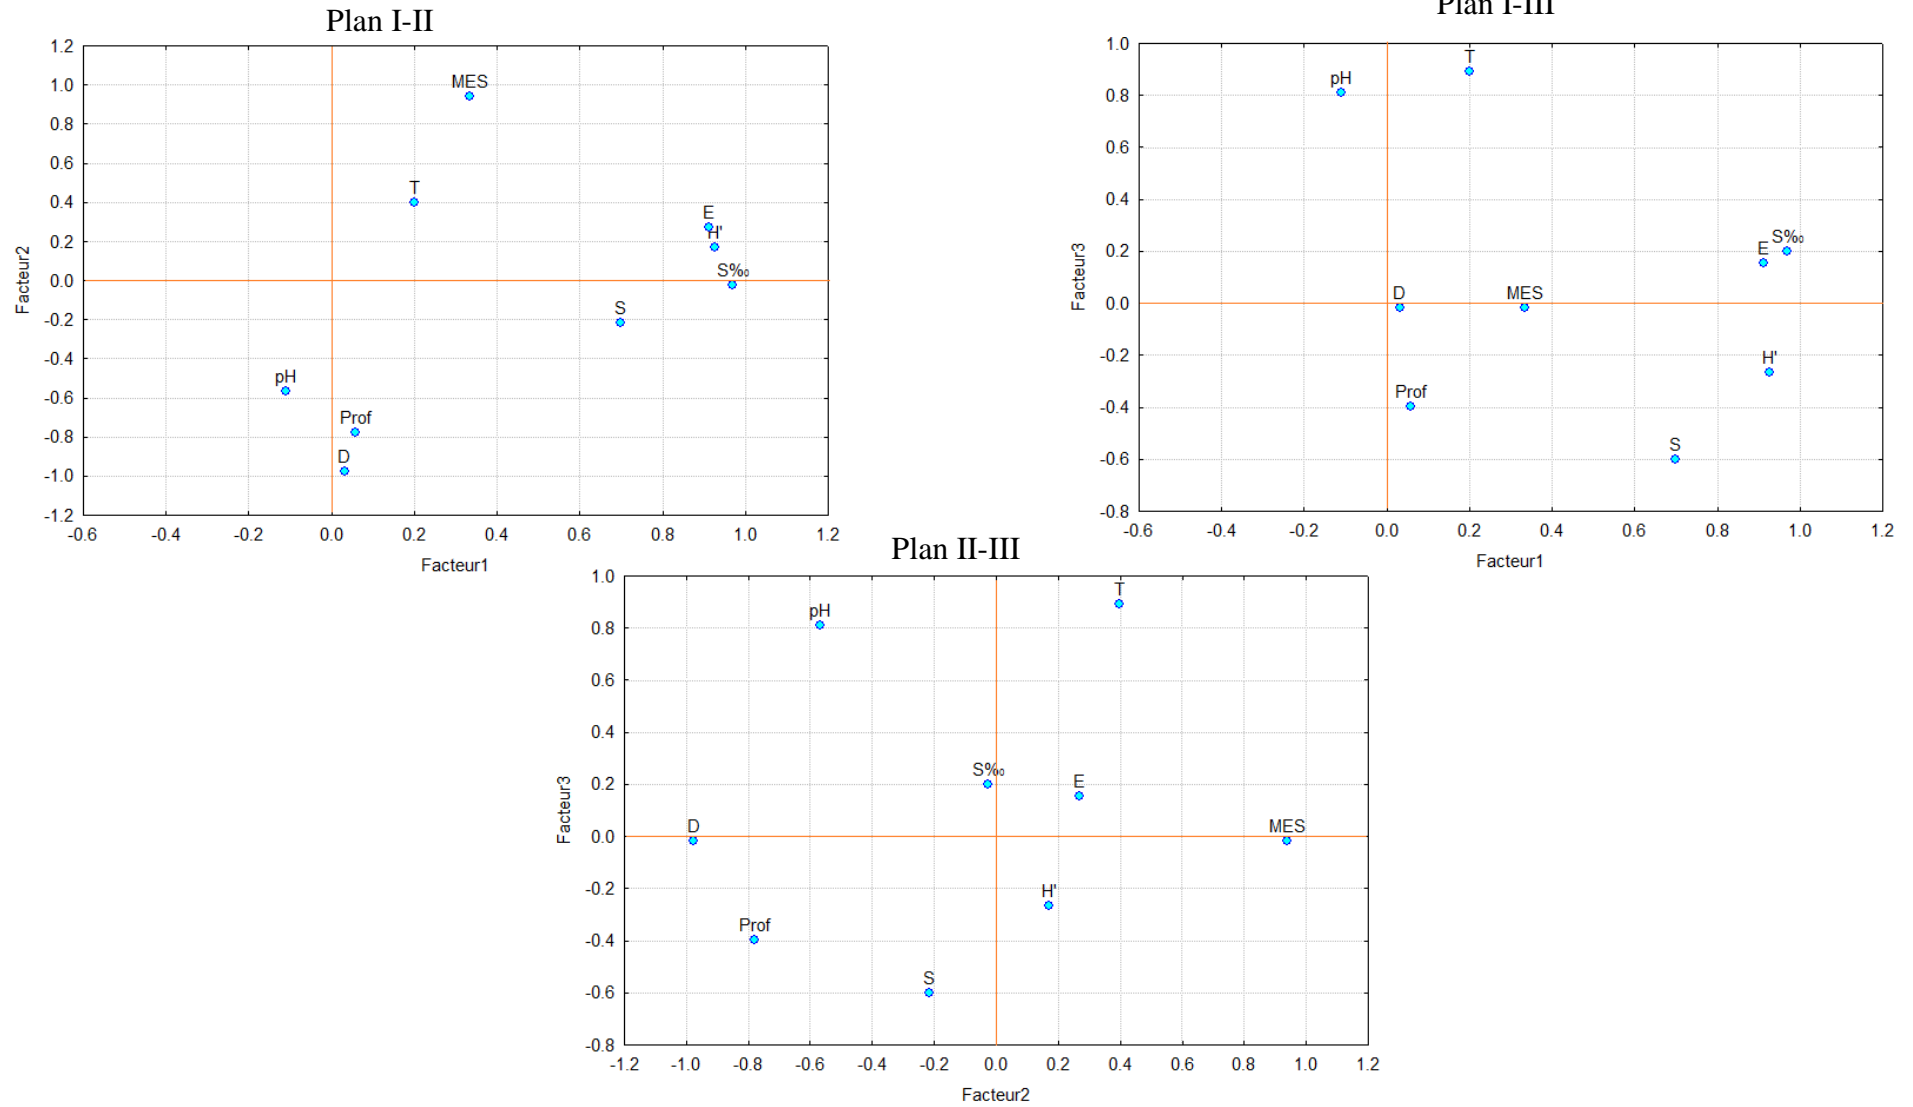 Plan I-II
1.2
1.0
0.8
0.6
0.4
0.2
0.0
-0.2
-0.4
-0.6
-0.8
-1.0
-1.2
Facteur2
MES
T
E
H'
S‰
S
pH
Prof
D
-0.6 -0.4 -0.2 0.0 0.2 0.4 0.6 0.8 1.0 1.2
Facteur1
Plan I-III
1.0
0.8
0.6
0.4
0.2
0.0
-0.2
-0.4
-0.6
-0.8
Facteur3
T
pH
S‰
E
D MES
H'
Prof
S
-0.6 -0.4 -0.2 0.0 0.2 0.4 0.6 0.8 1.0 1.2
Facteur1
Plan II-III
1.0
0.8
0.6
0.4
0.2
0.0
-0.2
-0.4
-0.6
-0.8
Facteur3
T
pH
S‰ E
D MES
H'
Prof
S
-1.2 -1.0 -0.8 -0.6 -0.4 -0.2 0.0 0.2 0.4 0.6 0.8 1.0 1.2
Facteur2